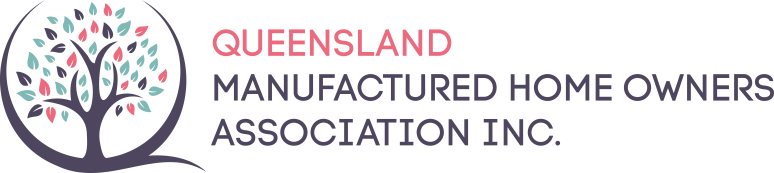 QUEENSLAND
MANUFACTURED HOME OWNERS
ASSOCIATION INC.